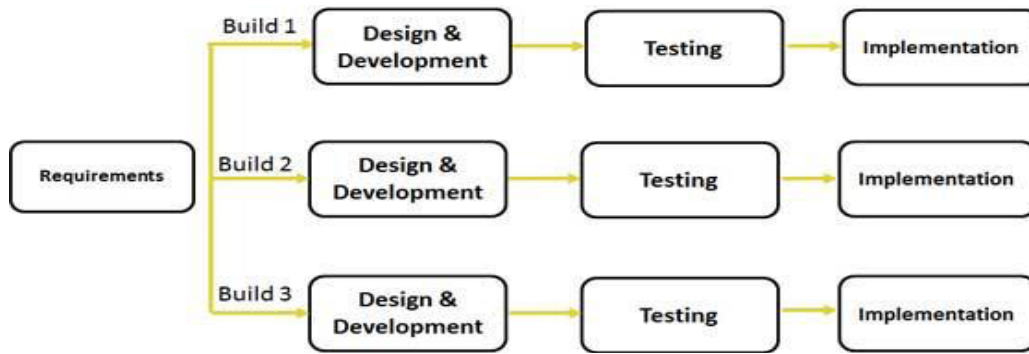 Build 1
Design &
Development
Testing
Implementation
Requirements
Build 2
Design &
Development
Testing
Implementation
Build 3
Design &
Development
Testing
Implementation